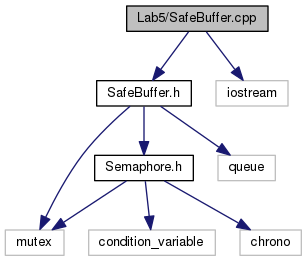 Lab5/SafeBuffer.cpp
SafeBuffer.h
iostream
Semaphore.h
queue
mutex
condition_variable
chrono